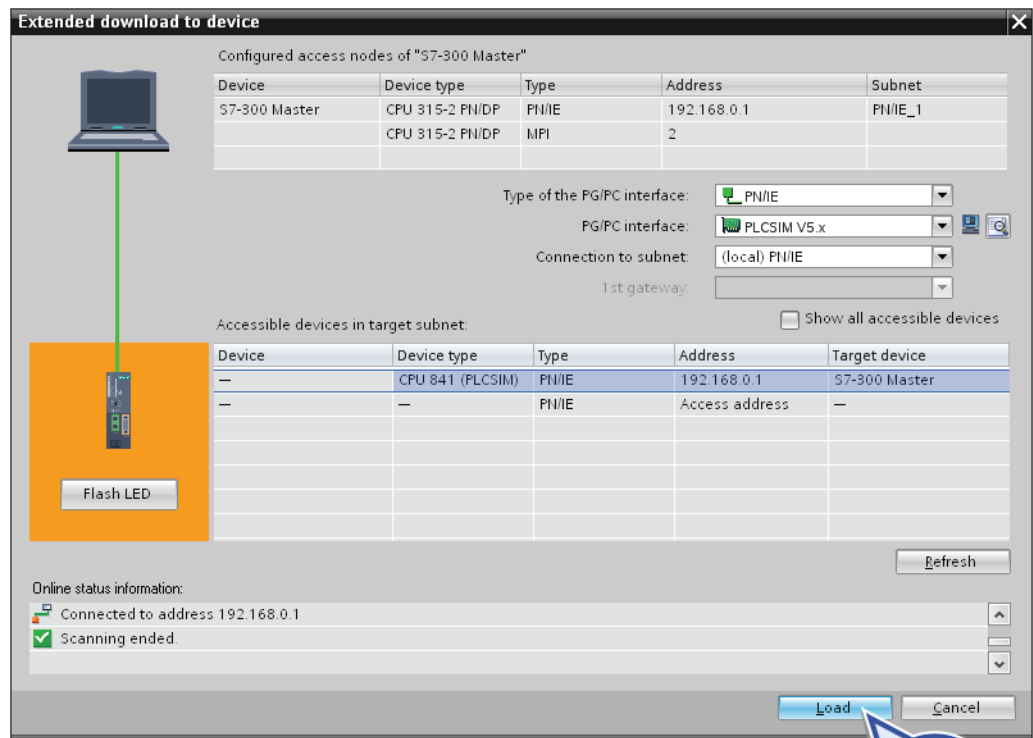 Extended download to device
Configured access nodes of "S7-300 Master"
Device Device type Type Address Subnet
S7-300 Master CPU 315-2 PN/DP PN/IE 192.168.0.1 PN/IE_1
CPU 315-2 PN/DP MPI 2
Type of the PG/PC interface: PN/IE
PG/PC interface: PLCSIM V5.x
Connection to subnet: (local) PN/IE
1st gateway:
Accessible devices in target subnet: Show all accessible devices
Device Device type Type Address Target device
— CPU 841 (PLCSIM) PN/IE 192.168.0.1 S7-300 Master
— — PN/IE Access address —
Flash LED
Refresh
Online status information:
Connected to address 192.168.0.1
Scanning ended.
Load Cancel